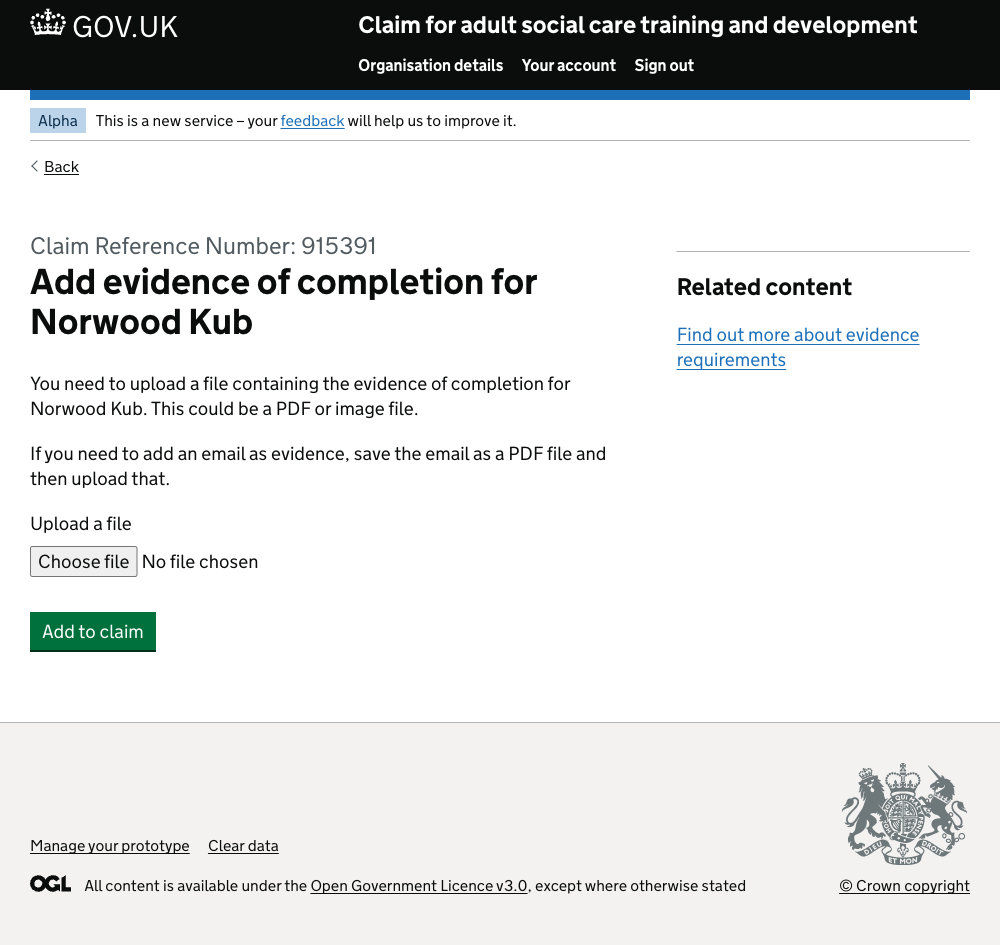 GOV.UK
Claim for adult social care training and development
Organisation details Your account Sign out
Alpha This is a new service – your feedback will help us to improve it.
Back
Claim Reference Number: 915391
Add evidence of completion for
Norwood Kub
You need to upload a file containing the evidence of completion for
Norwood Kub. This could be a PDF or image file.
If you need to add an email as evidence, save the email as a PDF file and
then upload that.
Upload a file
Choose file No file chosen
Add to claim
Related content
Find out more about evidence
requirements
Manage your prototype Clear data
OGL All content is available under the Open Government Licence v3.0, except where otherwise stated
DIEU ET MON DROIT
© Crown copyright